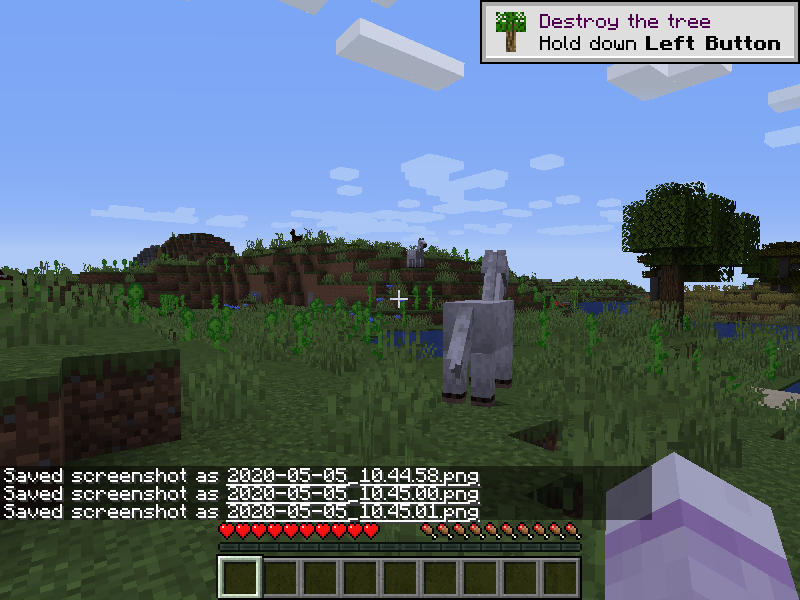 Destroy the tree
Hold down Left Button
Saved screenshot as 2020-05-05_10.44.58.png
Saved screenshot as 2020-05-05_10.45.00.png
Saved screenshot as 2020-05-05_10.45.01.png